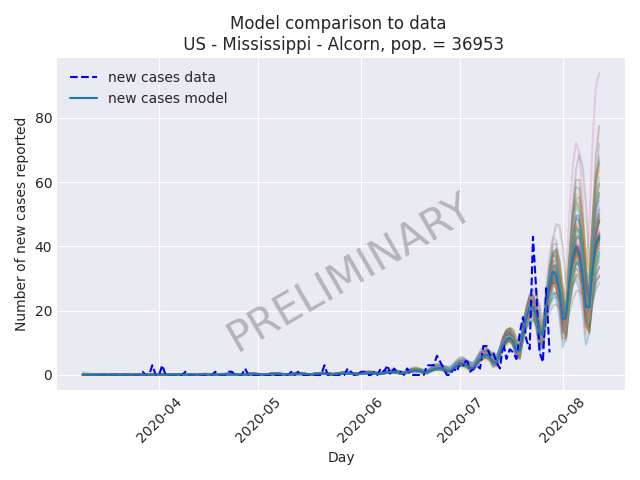 Model comparison to data
US - Mississippi - Alcorn, pop. = 36953
new cases data
new cases model
Number of new cases reported
80
60
40
20
0
PRELIMINARY
2020-04
2020-05
2020-06
2020-07
2020-08
Day